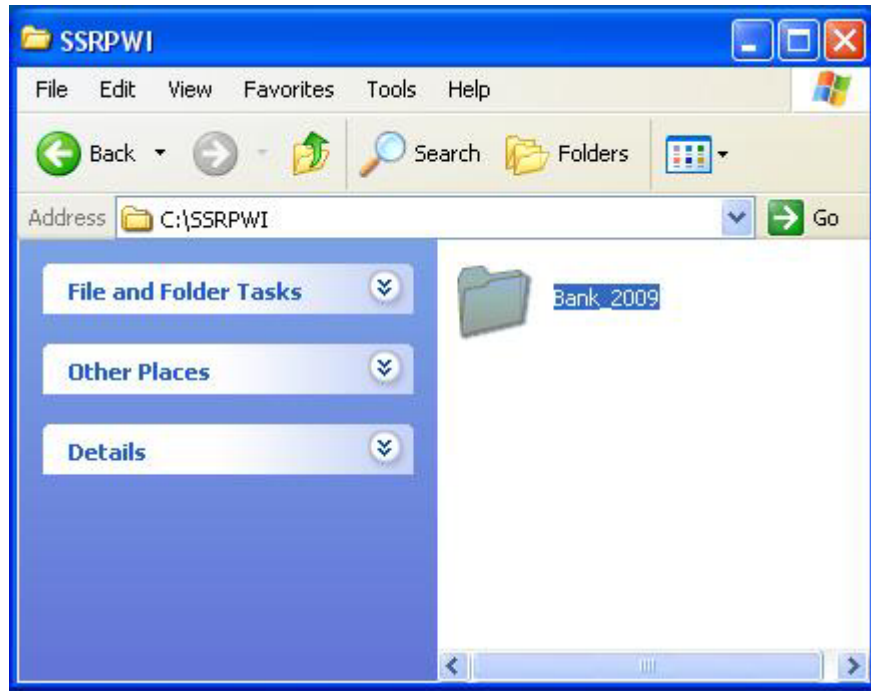 SSRPWI
File Edit View Favorites Tools Help
Back Search Folders
Address C:\SSRPWI Go
File and Folder Tasks
Other Places
Details
Bank_2009